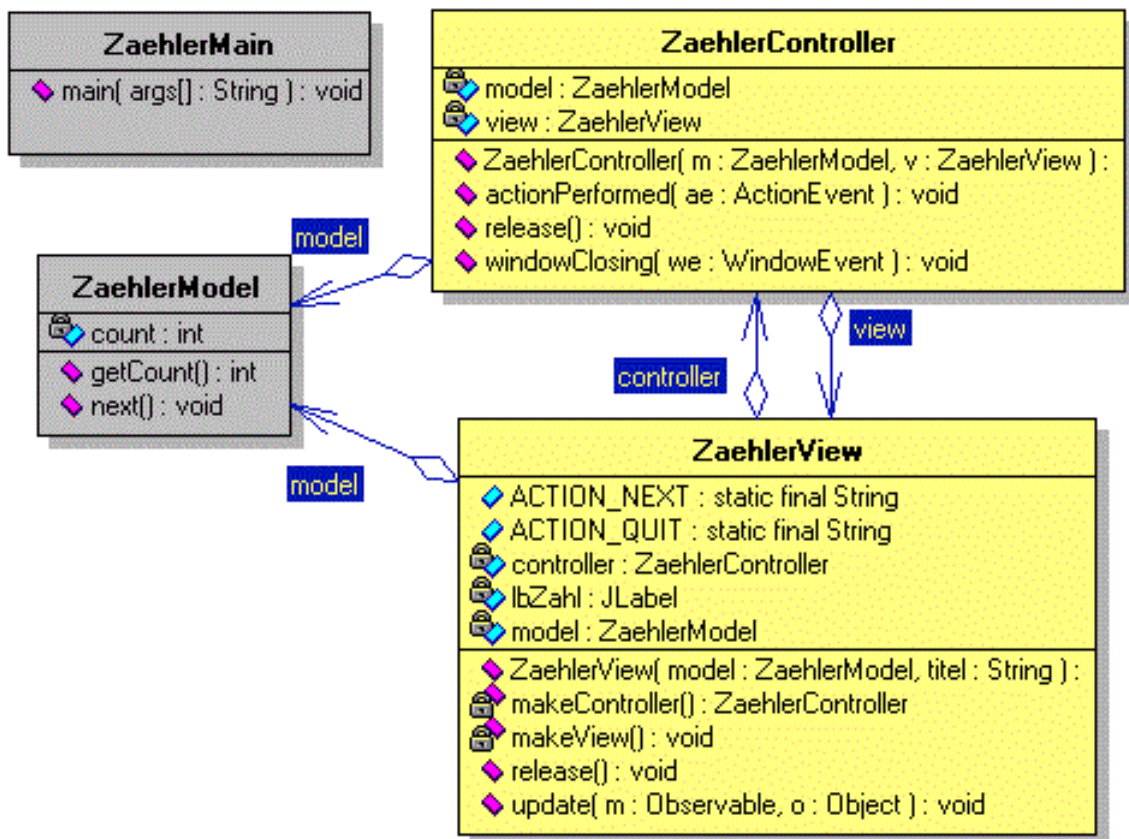 ZaehlerMain
main( args[] : String ) : void
ZaehlerController
model : ZaehlerModel
view : ZaehlerView
ZaehlerController( m : ZaehlerModel, v : ZaehlerView ) :
actionPerformed( ae : ActionEvent ) : void
release() : void
windowClosing( we : WindowEvent ) : void
model
ZaehlerModel
count : int
getCount() : int
next() : void
view
controller
model
ZaehlerView
ACTION_NEXT : static final String
ACTION_QUIT : static final String
controller : ZaehlerController
lbZahl : JLabel
model : ZaehlerModel
ZaehlerView( model : ZaehlerModel, titel : String ) :
makeController() : ZaehlerController
makeView() : void
release() : void
update( m : Observable, o : Object ) : void